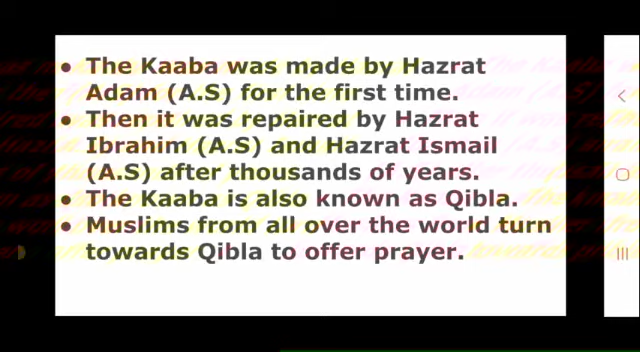 • The Kaaba was made by Hazrat
Adam (A.S) for the first time.
• Then it was repaired by Hazrat
Ibrahim (A.S) and Hazrat Ismail
(A.S) after thousands of years.
• The Kaaba is also known as Qibla.
• Muslims from all over the world turn
towards Qibla to offer prayer.